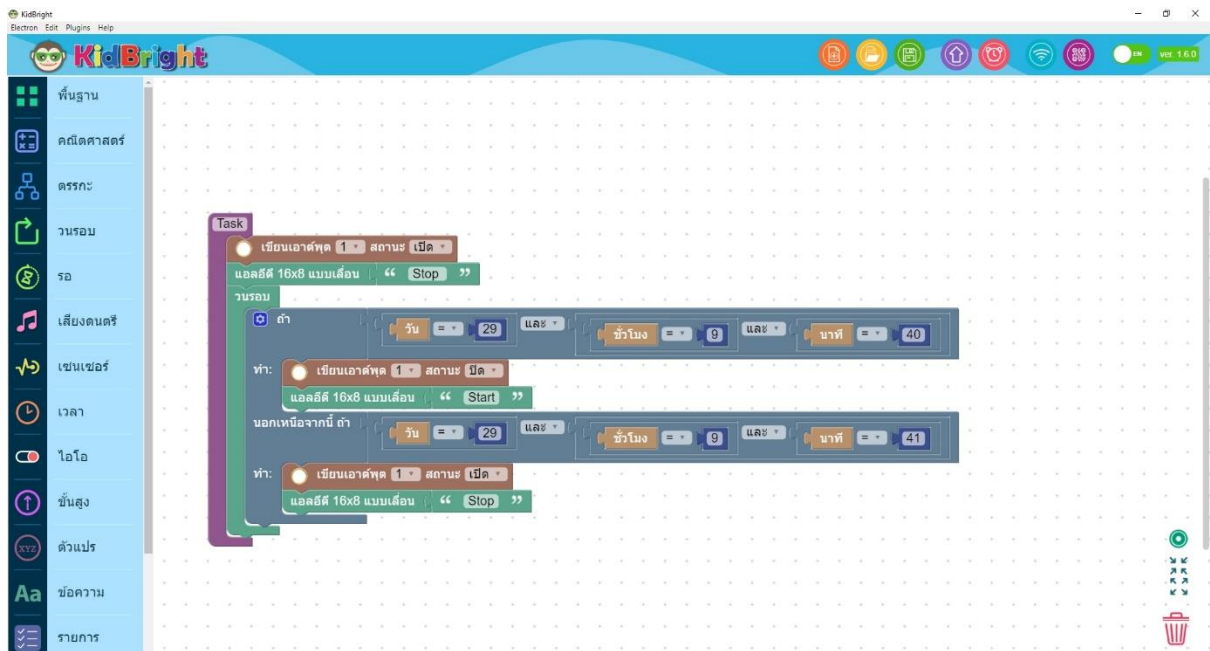 KidBright
Electron Edit Plugins Help
KidBright
EN
ver. 1.6.0
พื้นฐาน
คณิตศาสตร์
ตรรกะ
วนรอบ
รอ
เสียงดนตรี
เซนเซอร์
เวลา
ไอโอ
ขั้นสูง
XYZ ตัวแปร
Aa ข้อความ
รายการ
Task
เขียนเอาต์พุต 1 สถานะ เปิด
แอลอีดี 16x8 แบบเลื่อน “ Stop ”
วนรอบ
ถ้า วัน = 29 และ ชั่วโมง = 9 และ นาที = 40
ทำ: เขียนเอาต์พุต 1 สถานะ ปิด
แอลอีดี 16x8 แบบเลื่อน “ Start ”
นอกเหนือจากนี้ ถ้า วัน = 29 และ ชั่วโมง = 9 และ นาที = 41
ทำ: เขียนเอาต์พุต 1 สถานะ เปิด
แอลอีดี 16x8 แบบเลื่อน “ Stop ”